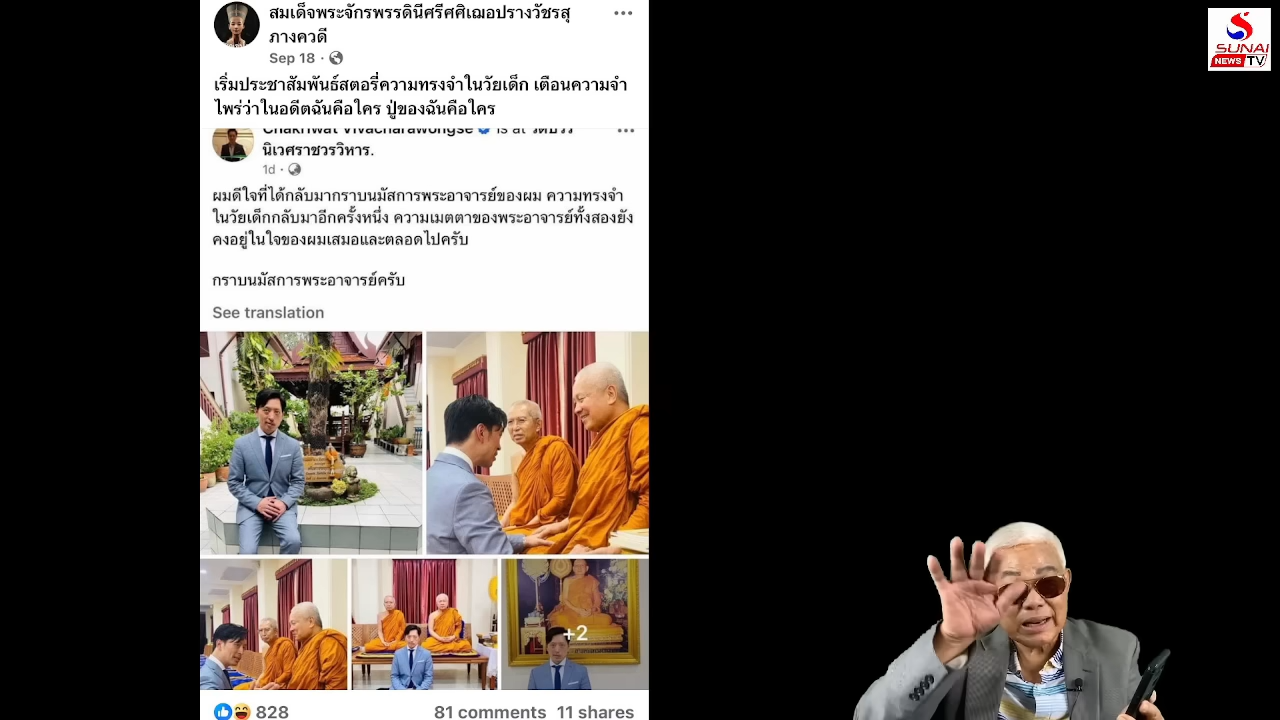 สมเด็จพระจักรพรรดินีศรีศศิเฌอปรางวัชรสุ
ภางควดี
Sep 18 ·
เริ่มประชาสัมพันธ์สตอรี่ความทรงจำในวัยเด็ก เตือนความจำ
ไพร่ว่าในอดีตฉันคือใคร ปู่ของฉันคือใคร
Chakriwat Vivacharawongse is at วัดบวร
นิเวศราชวรวิหาร.
1d ·
ผมดีใจที่ได้กลับมากราบนมัสการพระอาจารย์ของผม ความทรงจำ
ในวัยเด็กกลับมาอีกครั้งหนึ่ง ความเมตตาของพระอาจารย์ทั้งสองยัง
คงอยู่ในใจของผมเสมอและตลอดไปครับ
กราบนมัสการพระอาจารย์ครับ
See translation
+2
828
81 comments 11 shares
SUNAI
NEWS TV